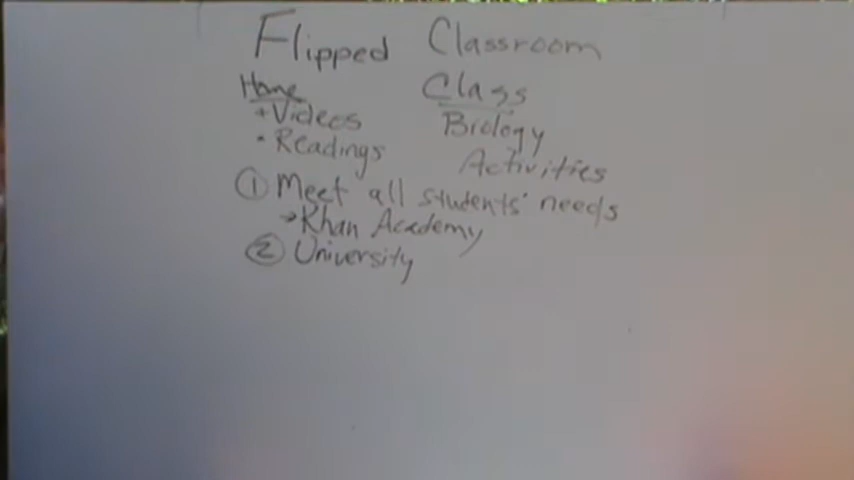 Flipped Classroom
Home Class
+ Videos Biology
• Readings Activities
① Meet all students' needs
→ Khan Academy
② University